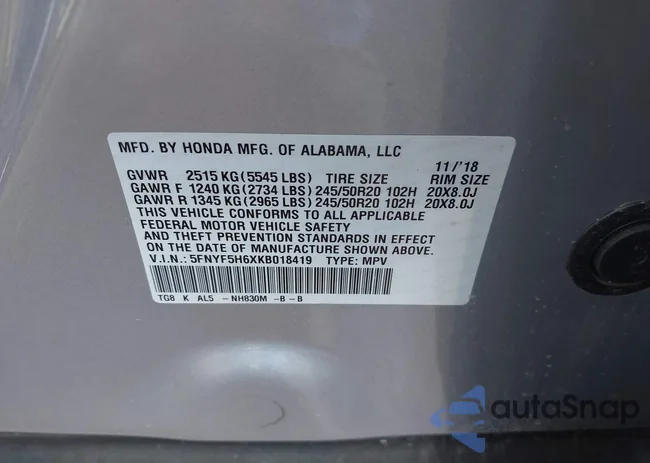 MFD. BY HONDA MFG. OF ALABAMA, LLC 11/'18
GVWR 2515 KG(5545 LBS) TIRE SIZE RIM SIZE
GAWR F 1240 KG(2734 LBS) 245/50R20 102H 20X8.0J
GAWR R 1345 KG(2965 LBS) 245/50R20 102H 20X8.0J
THIS VEHICLE CONFORMS TO ALL APPLICABLE
FEDERAL MOTOR VEHICLE SAFETY
AND THEFT PREVENTION STANDARDS IN EFFECT
ON THE DATE OF MANUFACTURE SHOWN ABOVE.
V.I.N.: 5FNYF5H6XKB018419 TYPE: MPV
TG8 K AL5 -NH830M -B -B
autoSnap